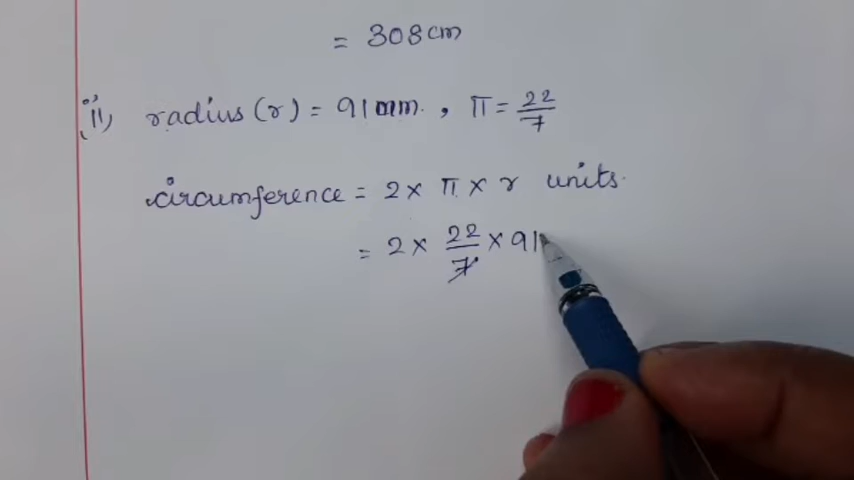 = 308 cm
ii) radius (r) = 91 mm. , π = 22/7
circumference = 2 × π × r units.
= 2 × 22/7 × 91